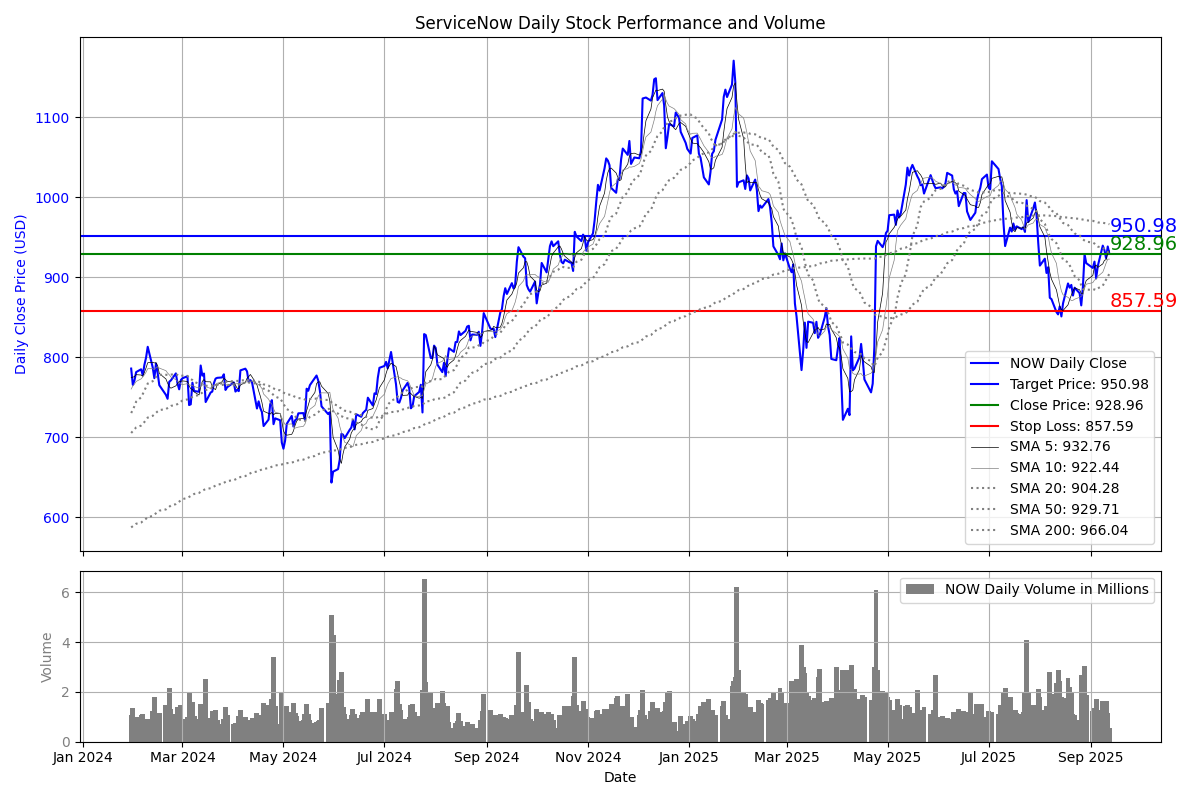 ServiceNow Daily Stock Performance and Volume
Daily Close Price (USD)
1100
1000
900
800
700
600
950.98
928.96
857.59
NOW Daily Close
Target Price: 950.98
Close Price: 928.96
Stop Loss: 857.59
SMA 5: 932.76
SMA 10: 922.44
SMA 20: 904.28
SMA 50: 929.71
SMA 200: 966.04
Volume
6
4
2
0
NOW Daily Volume in Millions
Jan 2024 Mar 2024 May 2024 Jul 2024 Sep 2024 Nov 2024 Jan 2025 Mar 2025 May 2025 Jul 2025 Sep 2025
Date